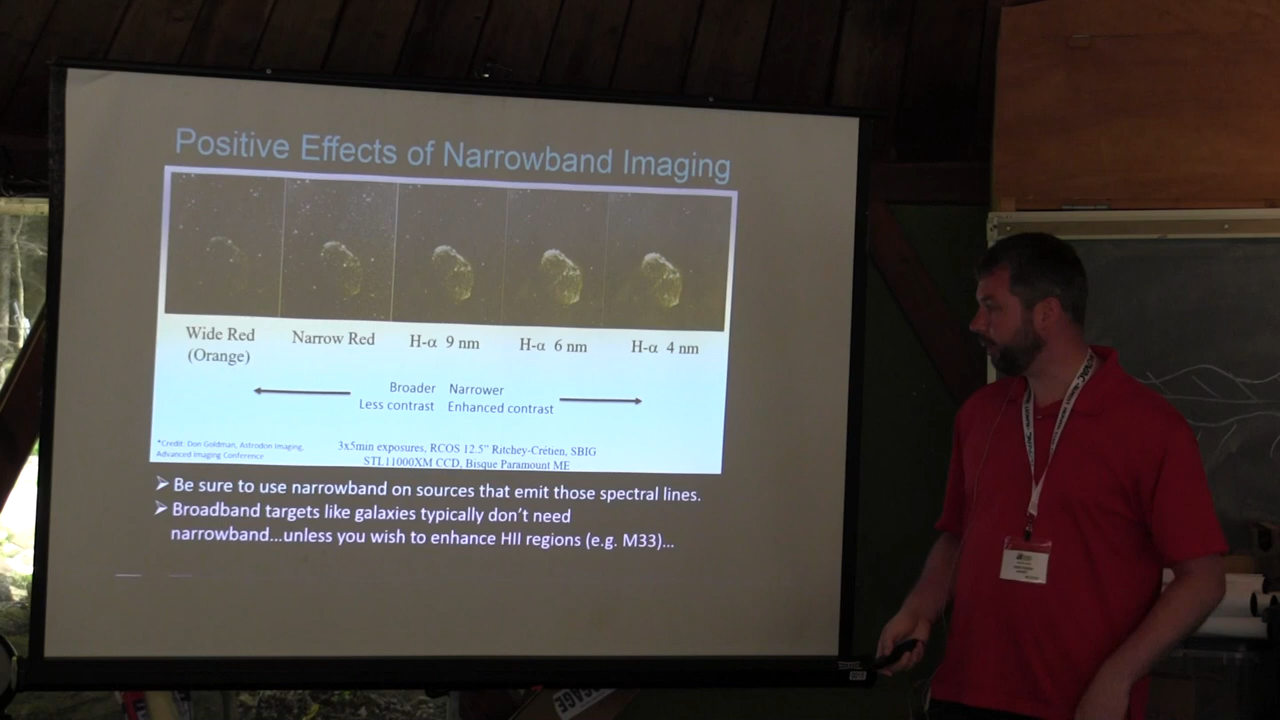 Positive Effects of Narrowband Imaging
Wide Red
(Orange)
Narrow Red
H-α 9 nm
H-α 6 nm
H-α 4 nm
Broader Narrower
Less contrast Enhanced contrast
*Credit: Don Goldman, Astrodon Imaging,
Advanced Imaging Conference
3x5min exposures, RCOS 12.5" Ritchey-Crétien, SBIG
STL11000XM CCD, Bisque Paramount ME
➢ Be sure to use narrowband on sources that emit those spectral lines.
➢ Broadband targets like galaxies typically don't need
narrowband...unless you wish to enhance HII regions (e.g. M33)...